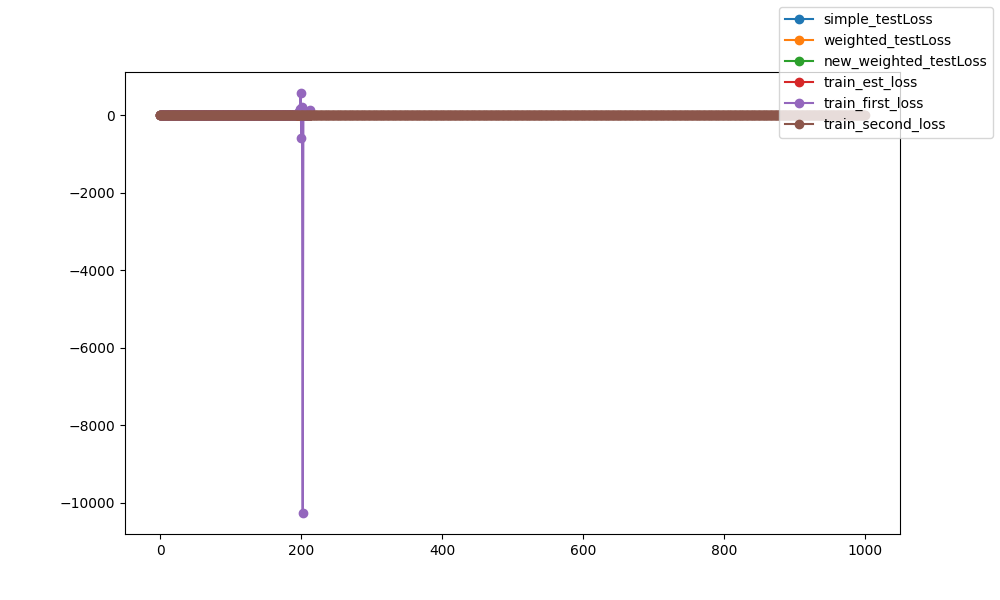 simple_testLoss
weighted_testLoss
new_weighted_testLoss
train_est_loss
train_first_loss
train_second_loss
0
−2000
−4000
−6000
−8000
−10000
0 200 400 600 800 1000